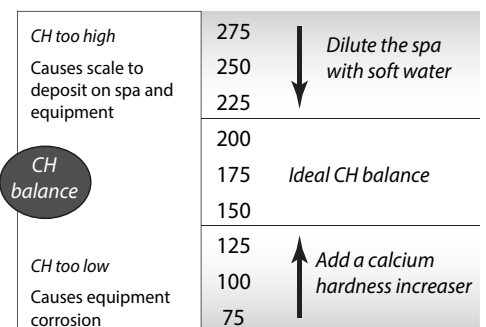 CH too high
Causes scale to
deposit on spa and
equipment
275
250
225
Dilute the spa
with soft water
CH
balance
200
175
150
Ideal CH balance
CH too low
Causes equipment
corrosion
125
100
75
Add a calcium
hardness increaser